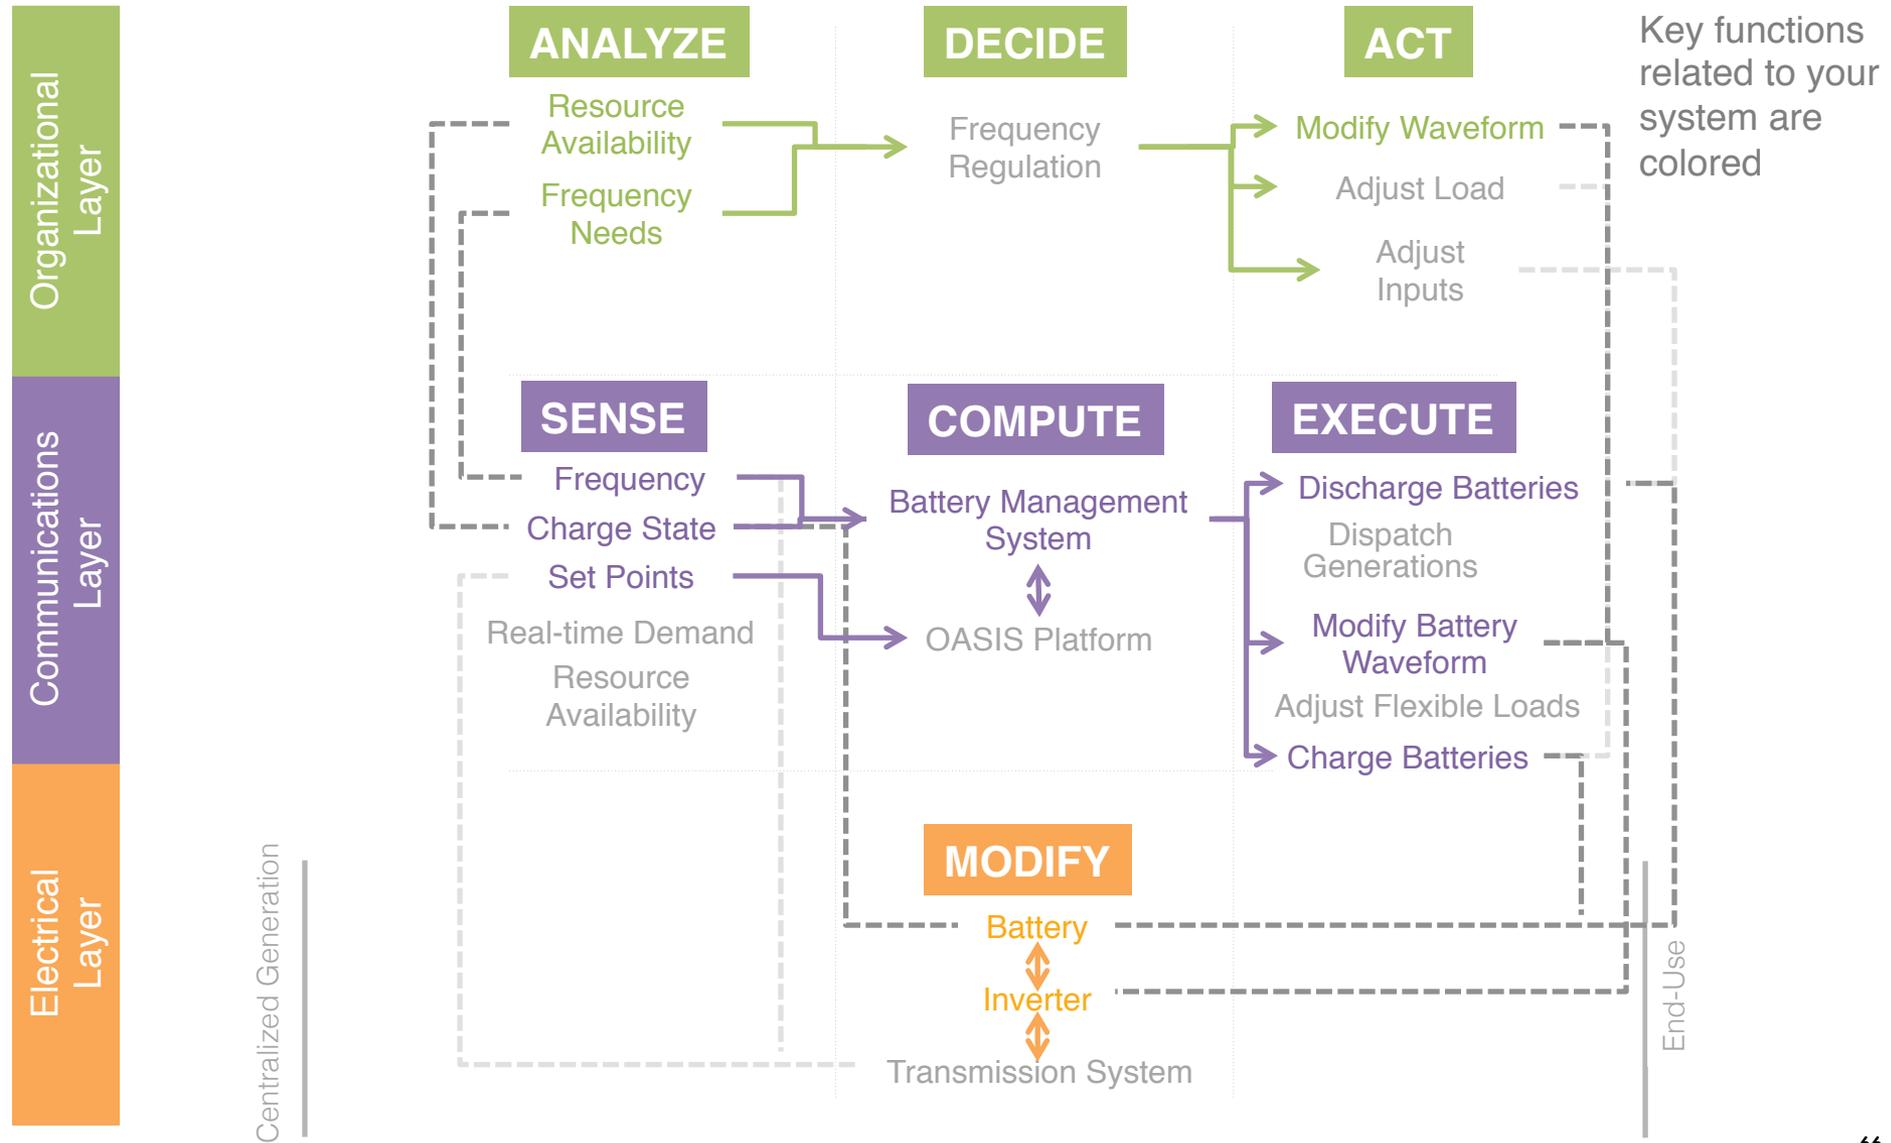 Organizational
Layer
ANALYZE
Resource
Availability
Frequency
Needs
DECIDE
Frequency
Regulation
ACT
Modify Waveform
Adjust Load
Adjust
Inputs
Key functions
related to your
system are
colored
Communications
Layer
SENSE
Frequency
Charge State
Set Points
Real-time Demand
Resource
Availability
COMPUTE
Battery Management
System
OASIS Platform
EXECUTE
Discharge Batteries
Dispatch
Generations
Modify Battery
Waveform
Adjust Flexible Loads
Charge Batteries
Electrical
Layer
Centralized Generation
MODIFY
Battery
Inverter
Transmission System
End-Use